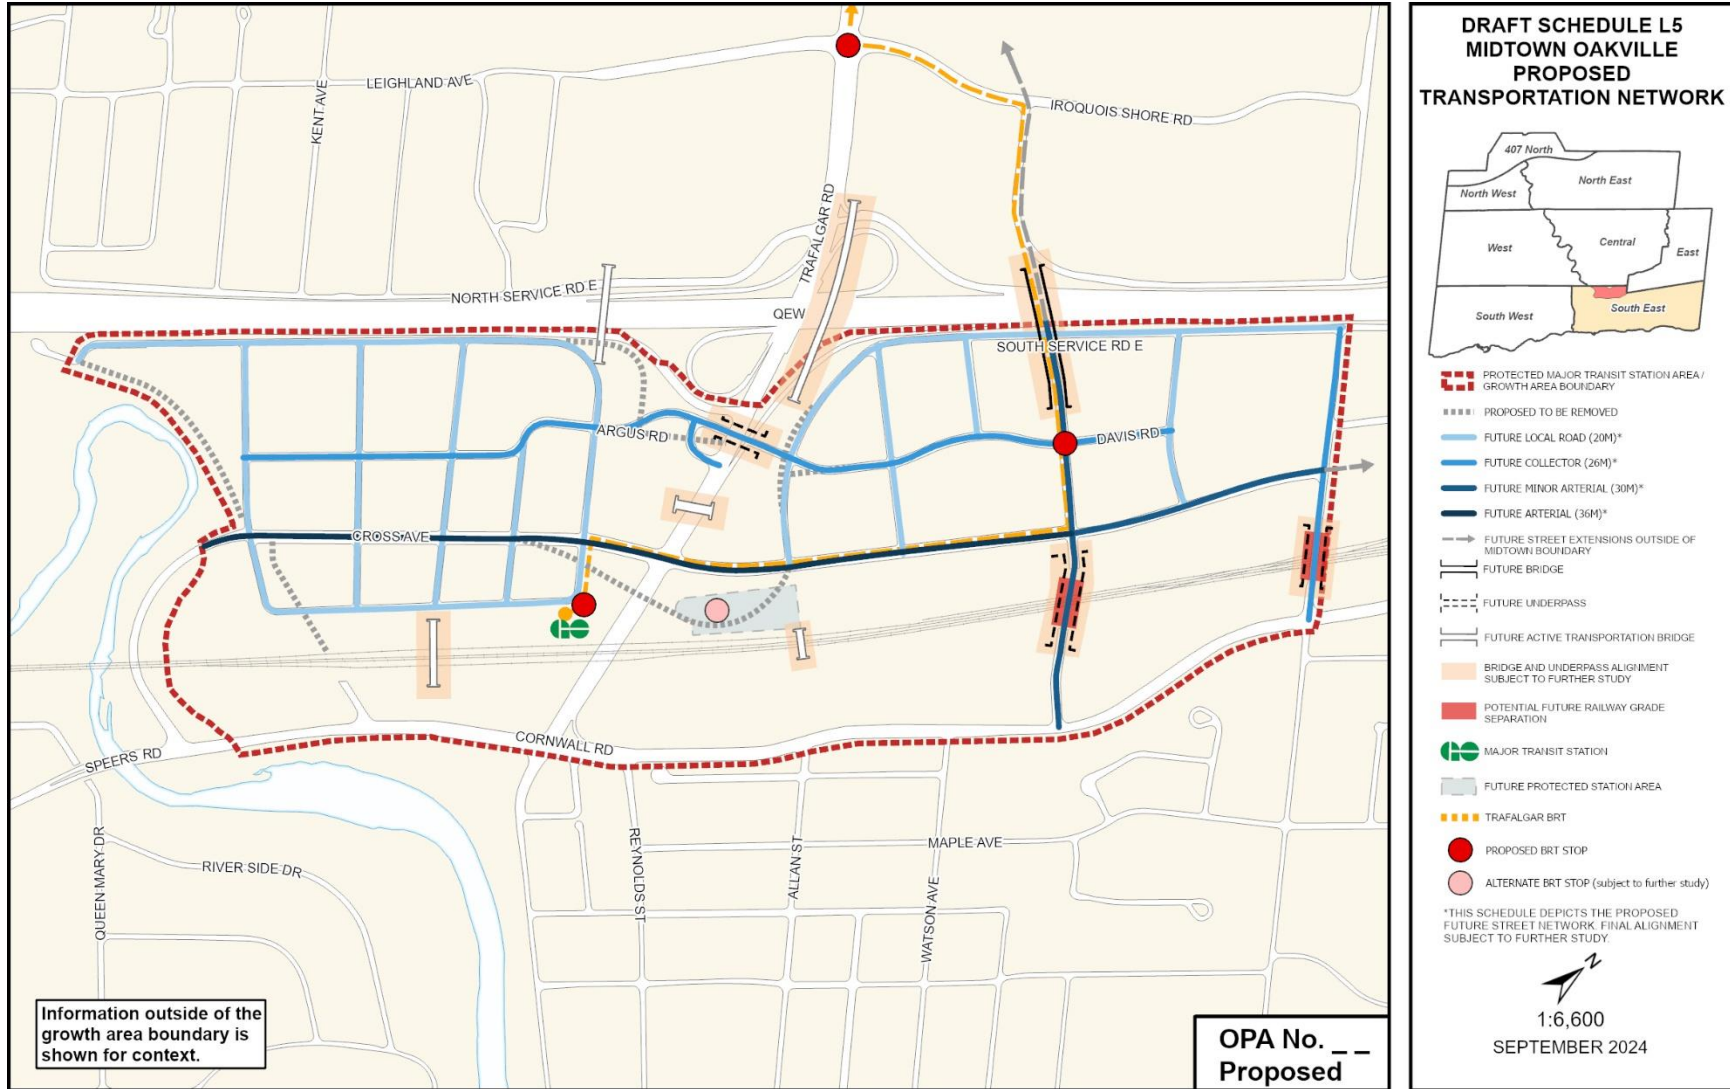 LEIGHLAND AVE
KENT AVE
IROQUOIS SHORE RD
TRAFALGAR RD
NORTH SERVICE RD E
QEW
SOUTH SERVICE RD E
ARGUS RD
DAVIS RD
CROSS AVE
GO
CORNWALL RD
SPEERS RD
QUEEN MARY DR
RIVER SIDE DR
REYNOLDS ST
ALLAN ST
MAPLE AVE
WATSON AVE
Information outside of the
growth area boundary is
shown for context.
OPA No. _ _
Proposed
DRAFT SCHEDULE L5
MIDTOWN OAKVILLE
PROPOSED
TRANSPORTATION NETWORK
407 North
North West
North East
West
Central
East
South West
South East
PROTECTED MAJOR TRANSIT STATION AREA /
GROWTH AREA BOUNDARY
PROPOSED TO BE REMOVED
FUTURE LOCAL ROAD (20M)*
FUTURE COLLECTOR (26M)*
FUTURE MINOR ARTERIAL (30M)*
FUTURE ARTERIAL (36M)*
FUTURE STREET EXTENSIONS OUTSIDE OF
MIDTOWN BOUNDARY
FUTURE BRIDGE
FUTURE UNDERPASS
FUTURE ACTIVE TRANSPORTATION BRIDGE
BRIDGE AND UNDERPASS ALIGNMENT
SUBJECT TO FURTHER STUDY
POTENTIAL FUTURE RAILWAY GRADE
SEPARATION
GO MAJOR TRANSIT STATION
FUTURE PROTECTED STATION AREA
TRAFALGAR BRT
PROPOSED BRT STOP
ALTERNATE BRT STOP (subject to further study)
*THIS SCHEDULE DEPICTS THE PROPOSED
FUTURE STREET NETWORK. FINAL ALIGNMENT
SUBJECT TO FURTHER STUDY.
N
1:6,600
SEPTEMBER 2024